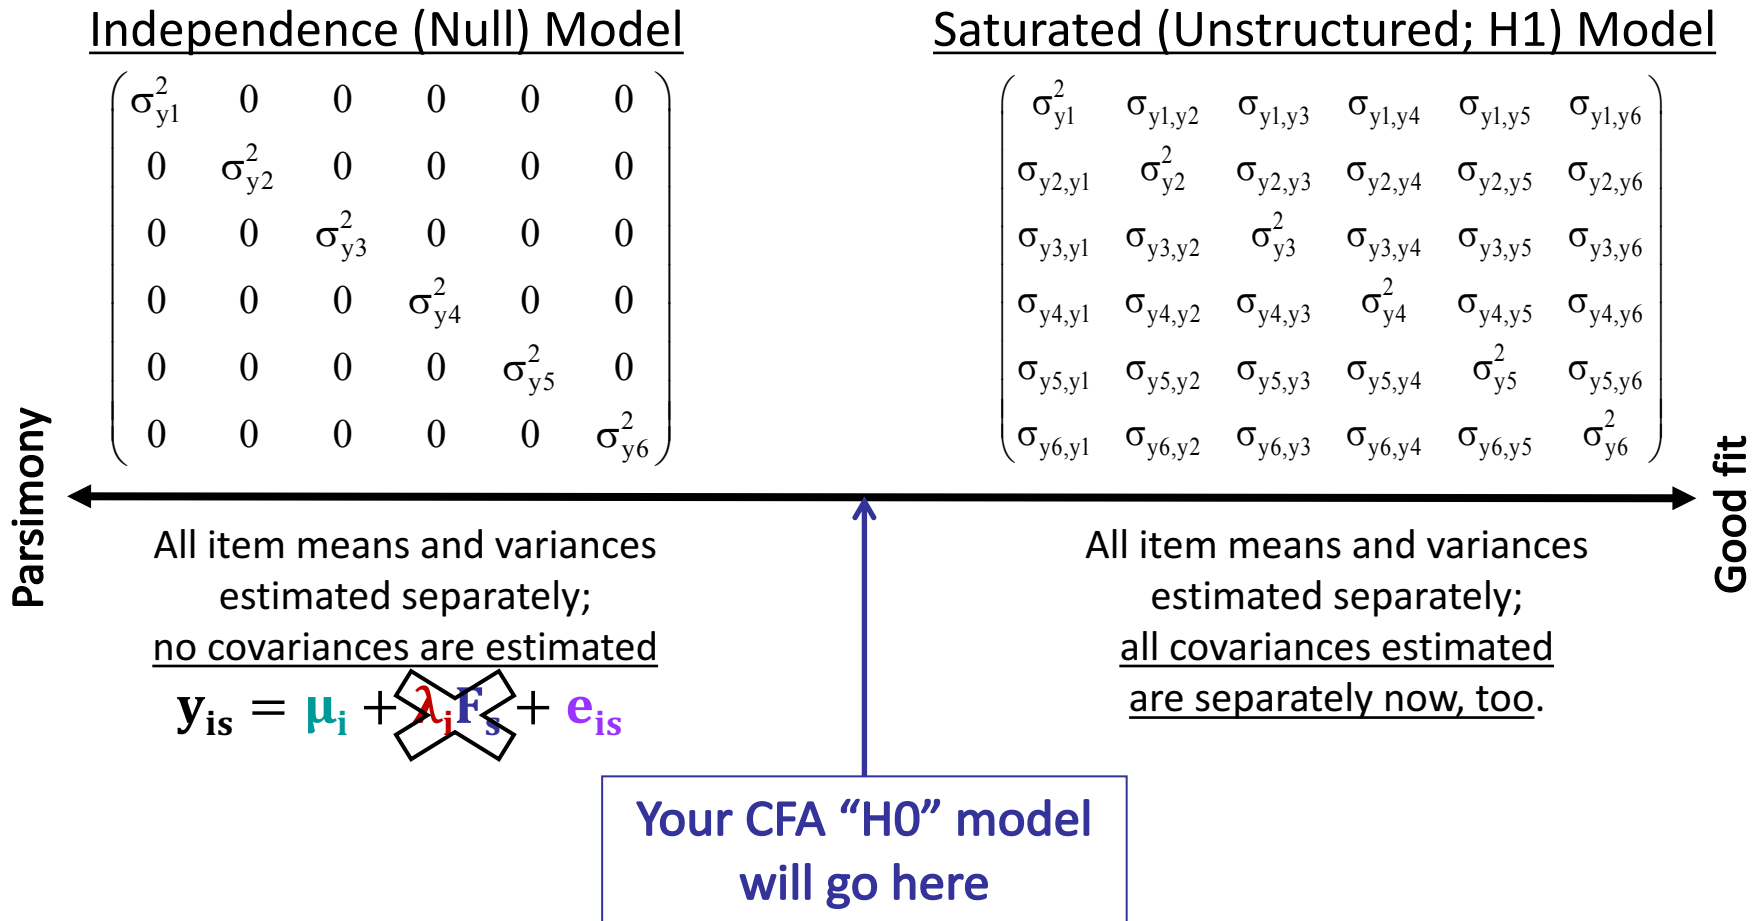 Independence (Null) Model
σ²y1 0 0 0 0 0
0 σ²y2 0 0 0 0
0 0 σ²y3 0 0 0
0 0 0 σ²y4 0 0
0 0 0 0 σ²y5 0
0 0 0 0 0 σ²y6
Saturated (Unstructured; H1) Model
σ²y1 σy1,y2 σy1,y3 σy1,y4 σy1,y5 σy1,y6
σy2,y1 σ²y2 σy2,y3 σy2,y4 σy2,y5 σy2,y6
σy3,y1 σy3,y2 σ²y3 σy3,y4 σy3,y5 σy3,y6
σy4,y1 σy4,y2 σy4,y3 σ²y4 σy4,y5 σy4,y6
σy5,y1 σy5,y2 σy5,y3 σy5,y4 σ²y5 σy5,y6
σy6,y1 σy6,y2 σy6,y3 σy6,y4 σy6,y5 σ²y6
Parsimony
Good fit
All item means and variances
estimated separately;
no covariances are estimated
yis = μi + λiFs + eis
All item means and variances
estimated separately;
all covariances estimated
are separately now, too.
Your CFA “H0” model
will go here